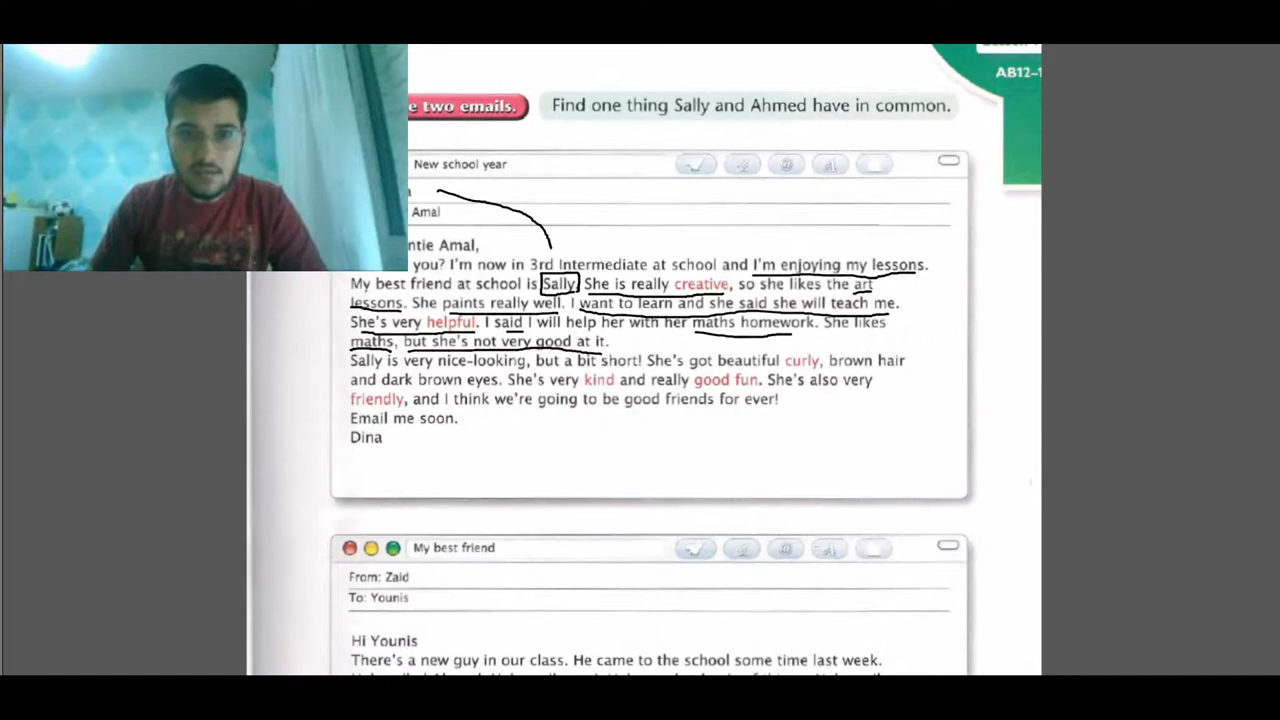 AB12-1
e two emails.
Find one thing Sally and Ahmed have in common.
New school year
a
Amal
ntie Amal,
you? I'm now in 3rd Intermediate at school and I'm enjoying my lessons.
My best friend at school is Sally. She is really creative, so she likes the art
lessons. She paints really well. I want to learn and she said she will teach me.
She's very helpful. I said I will help her with her maths homework. She likes
maths, but she's not very good at it.
Sally is very nice-looking, but a bit short! She's got beautiful curly, brown hair
and dark brown eyes. She's very kind and really good fun. She's also very
friendly, and I think we're going to be good friends for ever!
Email me soon.
Dina
My best friend
From: Zaid
To: Younis
Hi Younis
There's a new guy in our class. He came to the school some time last week.